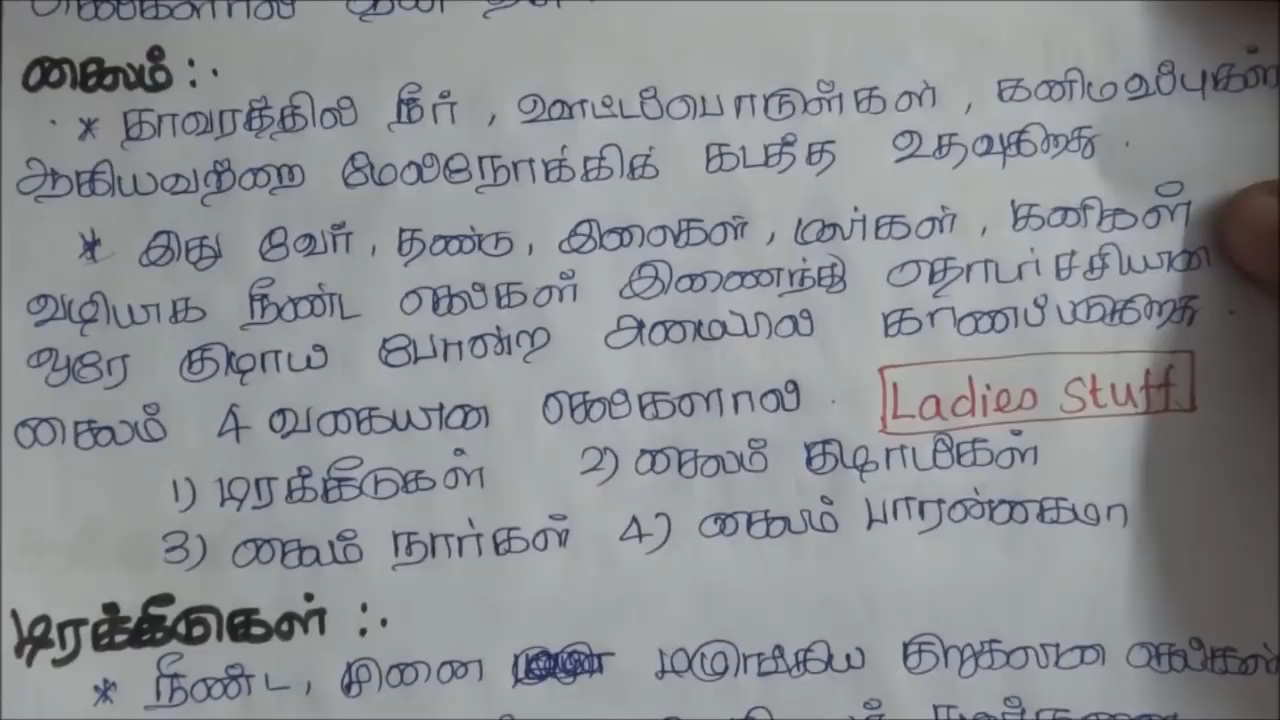 சைலம் :-
* தாவரத்தில் நீர் , ஊட்டப்பொருள்கள் , கனிமஉப்புகள்
ஆகியவற்றை மேல்நோக்கிக் கடத்த உதவுகிறது .
* இது வேர் , தண்டு , இலைகள் , மலர்கள் , கனிகள்
வழியாக நீண்ட செல்கள் இணைந்து தொடர்ச்சியான
ஒரே குழாய் போன்ற அமைப்பால் காணப்படுகிறது .
சைலம் 4 வகையான செல்களால் .
Ladies Stuff
1) டிரக்கீடுகள் 2) சைலம் குழாய்கள்
3) சைலம் நார்கள் 4) சைலம் பாரன்கைமா
டிரக்கீடுகள் :-
* நீண்ட , சின்ன மழுங்கிய செல்கள்